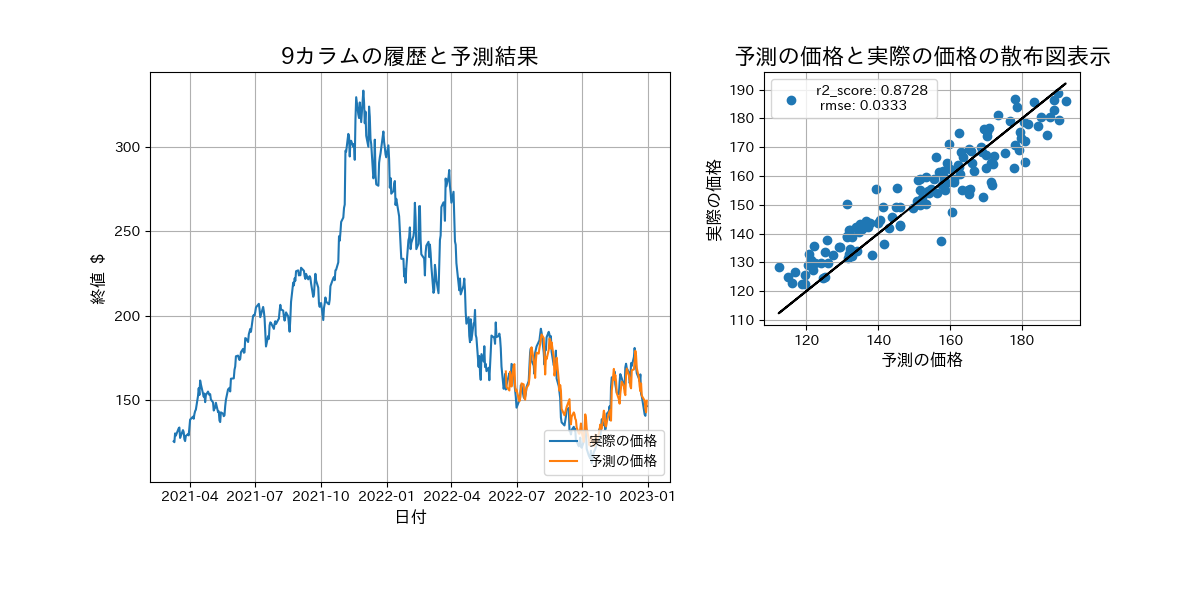 9カラムの履歴と予測結果
終値 $
300
250
200
150
2021-04 2021-07 2021-10 2022-01 2022-04 2022-07 2022-10 2023-01
日付
実際の価格
予測の価格
予測の価格と実際の価格の散布図表示
r2_score: 0.8728
rmse: 0.0333
実際の価格
190
180
170
160
150
140
130
120
110
120 140 160 180
予測の価格